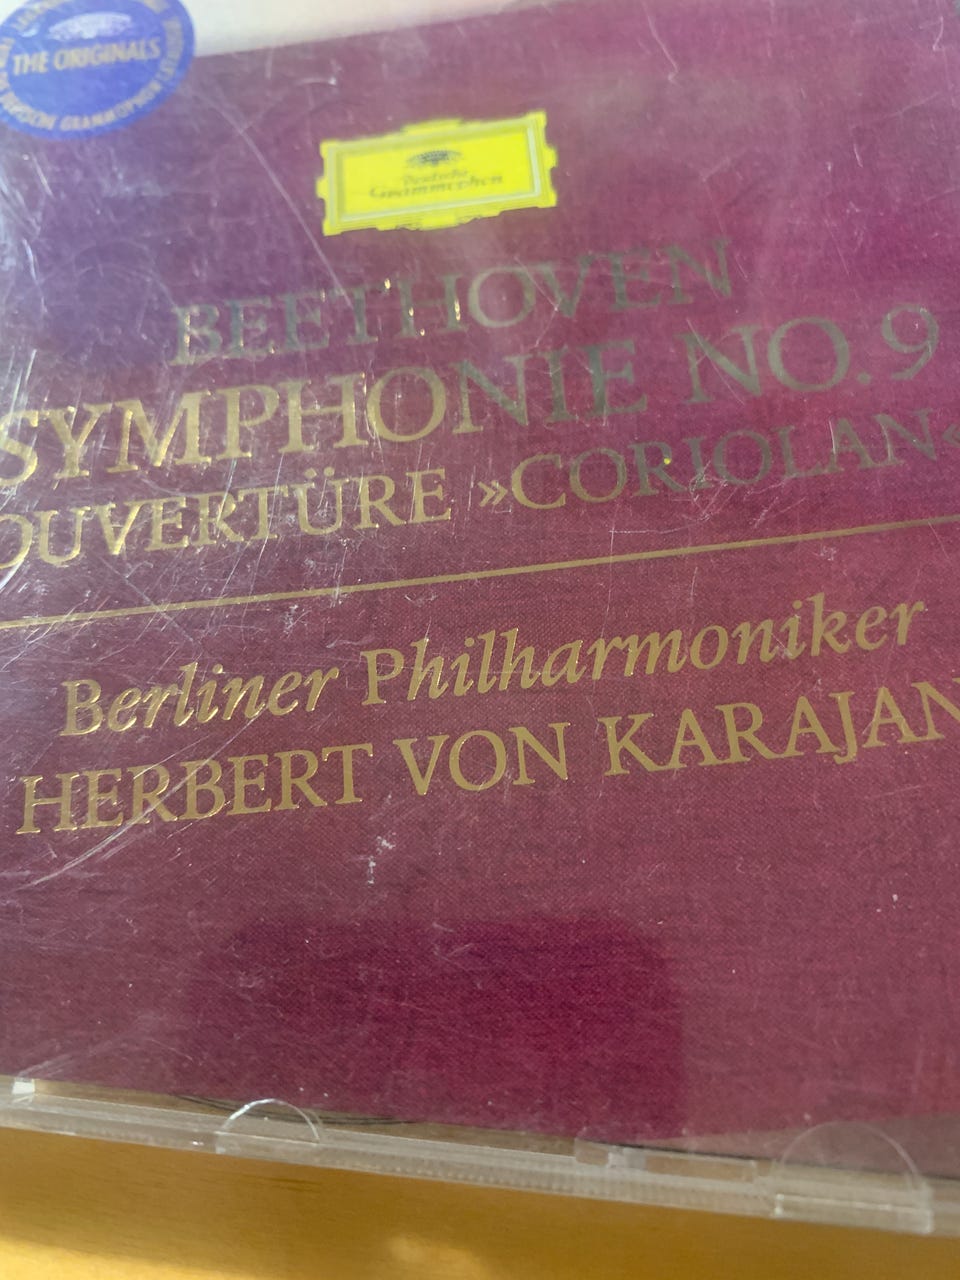 THE ORIGINALS
Deutsche
Grammophon
BEETHOVEN
SYMPHONIE NO. 9
OUVERTÜRE »CORIOLAN«
Berliner Philharmoniker
HERBERT VON KARAJAN